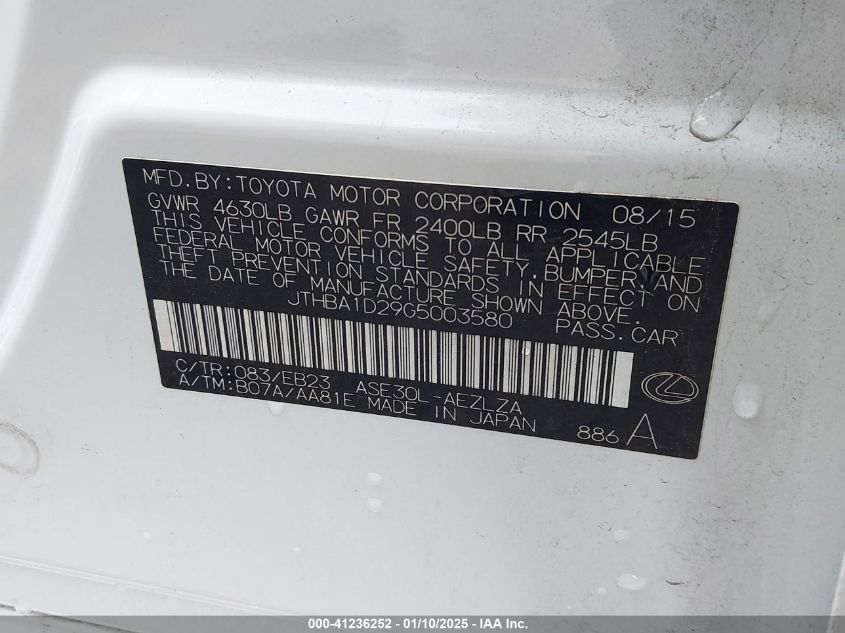 MFD.BY:TOYOTA MOTOR CORPORATION 08/15
GVWR 4630LB GAWR FR 2400LB RR 2545LB
THIS VEHICLE CONFORMS TO ALL APPLICABLE
FEDERAL MOTOR VEHICLE SAFETY,BUMPER,AND
THEFT PREVENTION STANDARDS IN EFFECT ON
THE DATE OF MANUFACTURE SHOWN ABOVE.
JTHBA1D29G5003580 PASS.CAR
C/TR:083/EB23 ASE30L-AEZLZA
A/TM:B07A/AA81E MADE IN JAPAN
886 A
000-41236252 - 01/10/2025 - IAA Inc.